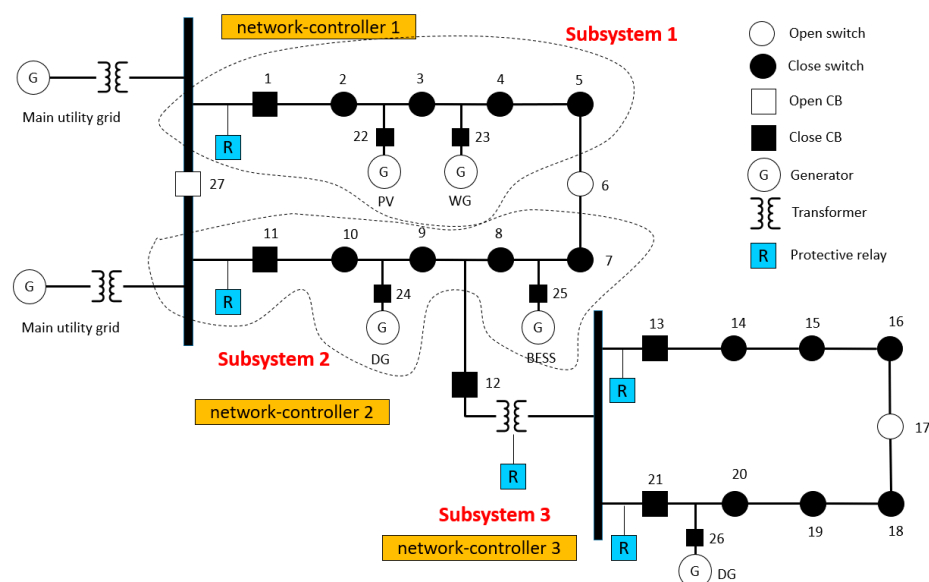 network-controller 1
Subsystem 1
Open switch
Close switch
Open CB
Close CB
G
Generator
Transformer
R
Protective relay
G
Main utility grid
1
2
3
4
5
R
22
23
G
G
PV
WG
6
27
11
10
9
8
7
G
Main utility grid
R
24
25
G
G
DG
BESS
Subsystem 2
network-controller 2
12
13
14
15
16
R
17
R
Subsystem 3
network-controller 3
21
20
19
18
R
26
G
DG